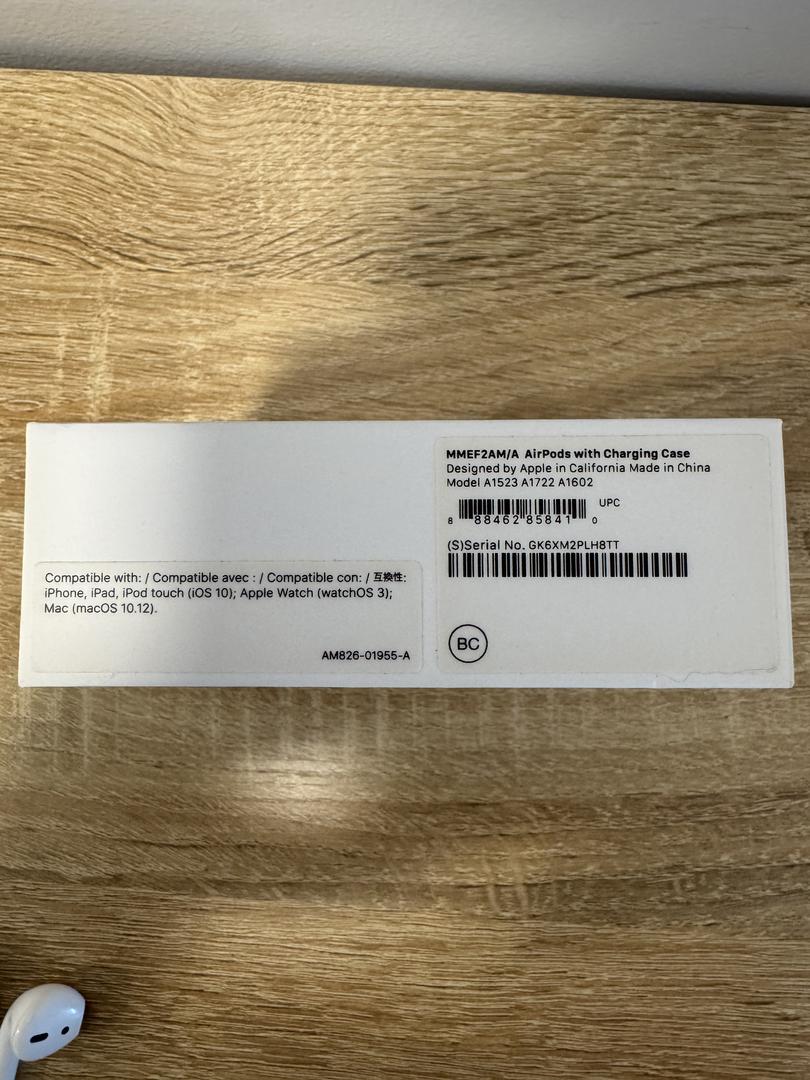 MMEF2AM/A AirPods with Charging Case
Designed by Apple in California Made in China
Model A1523 A1722 A1602
UPC
8 88462 85841 0
(S)Serial No. GK6XM2PLH8TT
BC
Compatible with: / Compatible avec : / Compatible con: / 互換性:
iPhone, iPad, iPod touch (iOS 10); Apple Watch (watchOS 3);
Mac (macOS 10.12).
AM826-01955-A